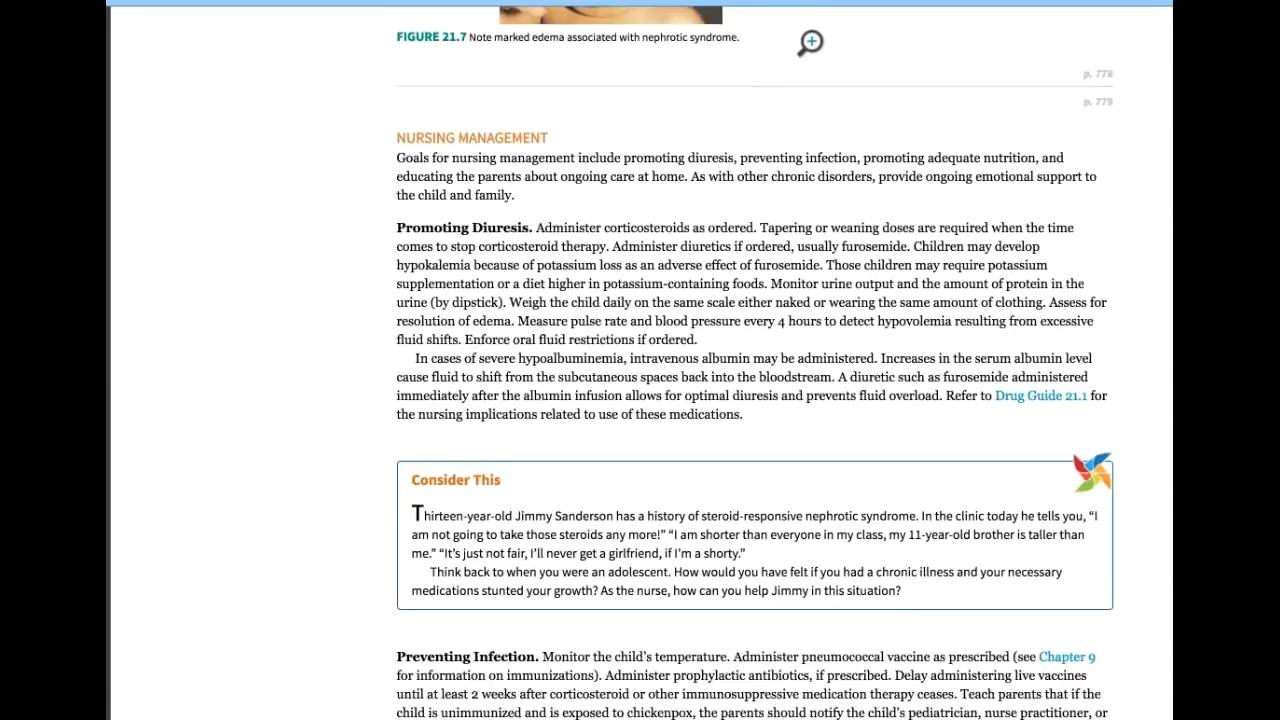 FIGURE 21.7 Note marked edema associated with nephrotic syndrome.
p. 778
p. 779
NURSING MANAGEMENT
Goals for nursing management include promoting diuresis, preventing infection, promoting adequate nutrition, and
educating the parents about ongoing care at home. As with other chronic disorders, provide ongoing emotional support to
the child and family.
Promoting Diuresis. Administer corticosteroids as ordered. Tapering or weaning doses are required when the time
comes to stop corticosteroid therapy. Administer diuretics if ordered, usually furosemide. Children may develop
hypokalemia because of potassium loss as an adverse effect of furosemide. Those children may require potassium
supplementation or a diet higher in potassium-containing foods. Monitor urine output and the amount of protein in the
urine (by dipstick). Weigh the child daily on the same scale either naked or wearing the same amount of clothing. Assess for
resolution of edema. Measure pulse rate and blood pressure every 4 hours to detect hypovolemia resulting from excessive
fluid shifts. Enforce oral fluid restrictions if ordered.
In cases of severe hypoalbuminemia, intravenous albumin may be administered. Increases in the serum albumin level
cause fluid to shift from the subcutaneous spaces back into the bloodstream. A diuretic such as furosemide administered
immediately after the albumin infusion allows for optimal diuresis and prevents fluid overload. Refer to Drug Guide 21.1 for
the nursing implications related to use of these medications.
Consider This
Thirteen-year-old Jimmy Sanderson has a history of steroid-responsive nephrotic syndrome. In the clinic today he tells you, “I
am not going to take those steroids any more!” “I am shorter than everyone in my class, my 11-year-old brother is taller than
me.” “It’s just not fair, I’ll never get a girlfriend, if I’m a shorty.”
Think back to when you were an adolescent. How would you have felt if you had a chronic illness and your necessary
medications stunted your growth? As the nurse, how can you help Jimmy in this situation?
Preventing Infection. Monitor the child’s temperature. Administer pneumococcal vaccine as prescribed (see Chapter 9
for information on immunizations). Administer prophylactic antibiotics, if prescribed. Delay administering live vaccines
until at least 2 weeks after corticosteroid or other immunosuppressive medication therapy ceases. Teach parents that if the
child is unimmunized and is exposed to chickenpox, the parents should notify the child’s pediatrician, nurse practitioner, or